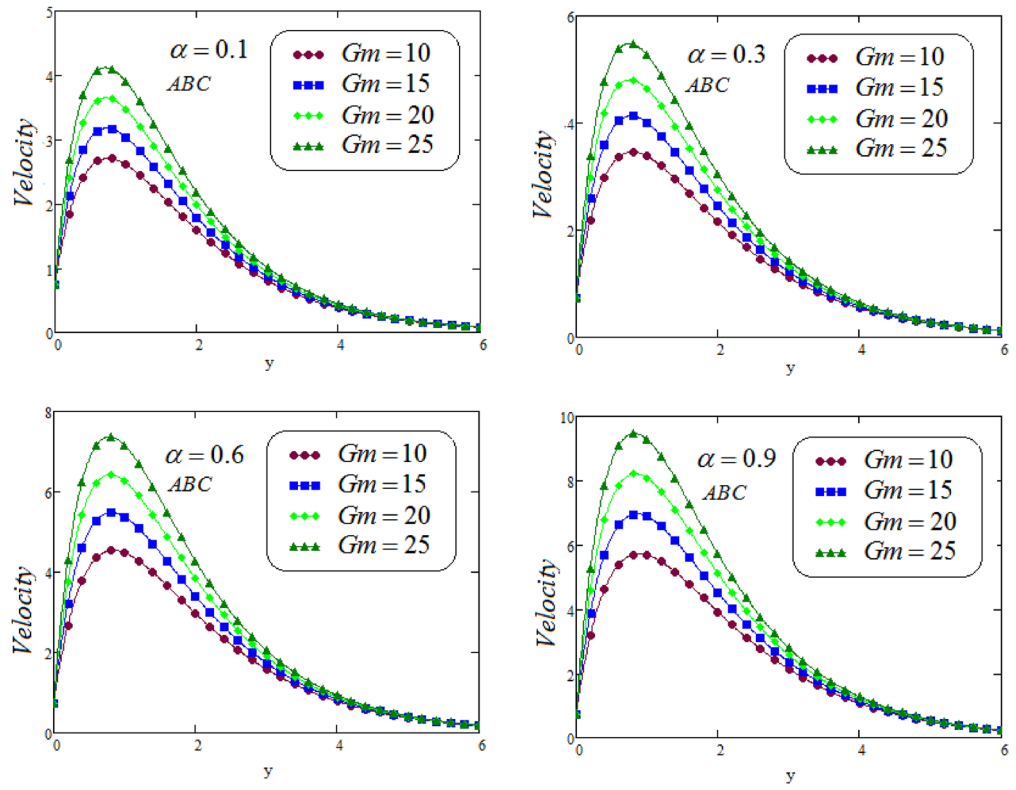 5
4
3
2
1
0
Velocity
α = 0.1
ABC
Gm = 10
Gm = 15
Gm = 20
Gm = 25
0 2 4 6
y
6
.4
2
0
Velocity
α = 0.3
ABC
Gm = 10
Gm = 15
Gm = 20
Gm = 25
0 2 4 6
y
8
6
4
2
0
Velocity
α = 0.6
ABC
Gm = 10
Gm = 15
Gm = 20
Gm = 25
0 2 4 6
y
10
8
6
4
2
0
Velocity
α = 0.9
ABC
Gm = 10
Gm = 15
Gm = 20
Gm = 25
0 2 4 6
y